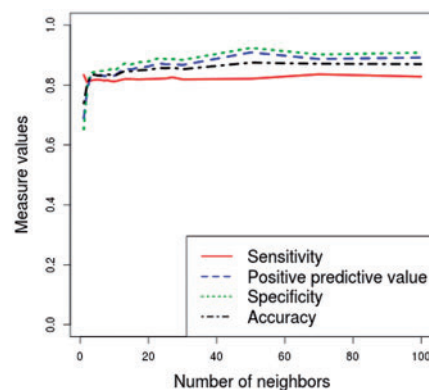 Measure values
1.0
0.8
0.6
0.4
0.2
0.0
Sensitivity
Positive predictive value
Specificity
Accuracy
0
20
40
60
80
100
Number of neighbors